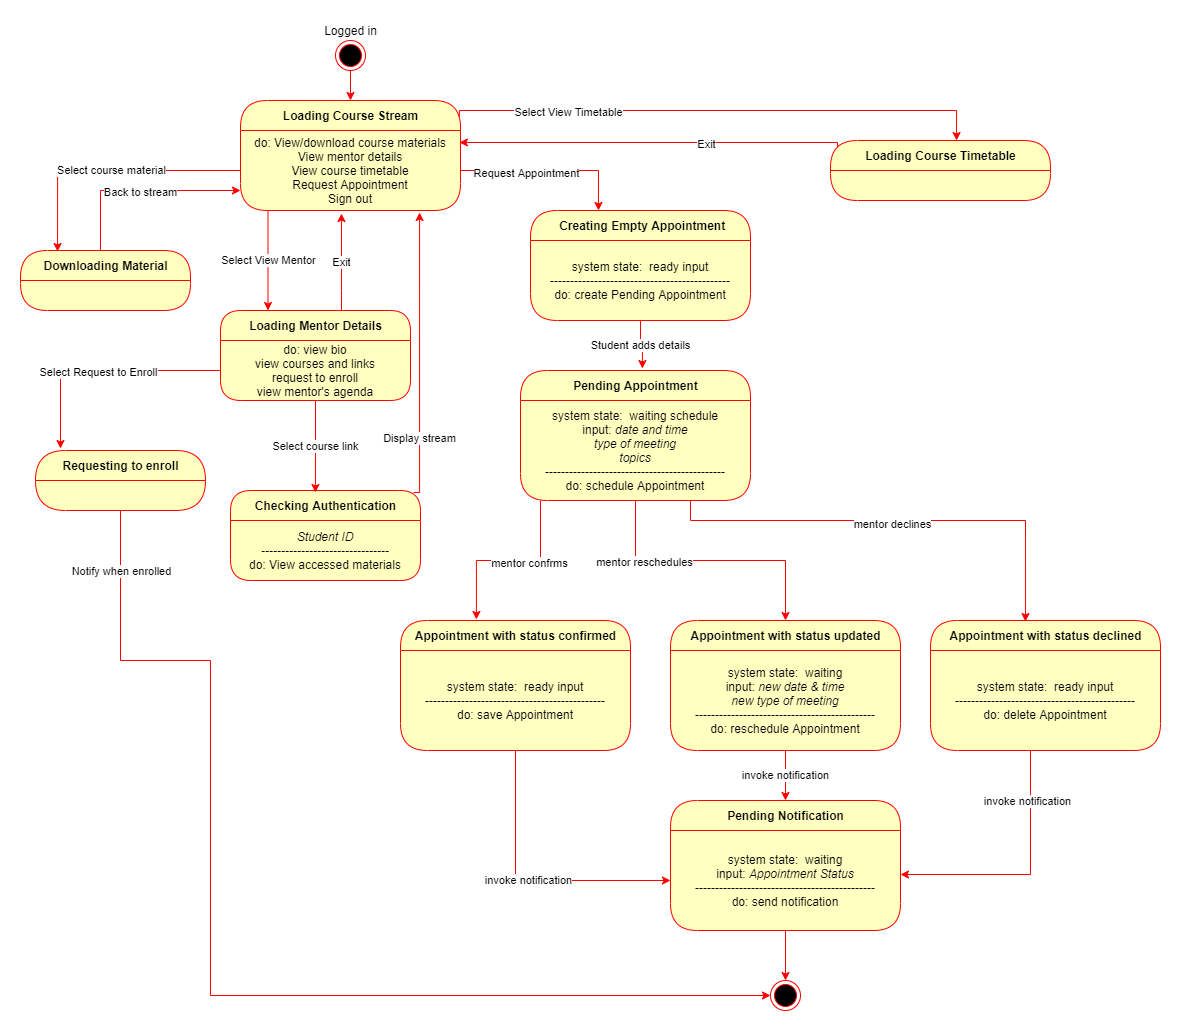 Logged in
Loading Course Stream
do: View/download course materials
View mentor details
View course timetable
Request Appointment
Sign out
Select View Timetable
Exit
Loading Course Timetable
Select course material
Back to stream
Request Appointment
Downloading Material
Creating Empty Appointment
system state:  ready input
---------------------------------------------
do: create Pending Appointment
Select View Mentor
Exit
Loading Mentor Details
do: view bio
view courses and links
request to enroll
view mentor's agenda
Student adds details
Select Request to Enroll
Pending Appointment
system state:  waiting schedule
input: date and time
type of meeting
topics
---------------------------------------------
do: schedule Appointment
Select course link
Display stream
Requesting to enroll
Checking Authentication
Student ID
--------------------------------
do: View accessed materials
Notify when enrolled
mentor confrms
mentor reschedules
mentor declines
Appointment with status confirmed
system state:  ready input
---------------------------------------------
do: save Appointment
Appointment with status updated
system state:  waiting
input: new date & time
new type of meeting
---------------------------------------------
do: reschedule Appointment
Appointment with status declined
system state:  ready input
---------------------------------------------
do: delete Appointment
invoke notification
invoke notification
invoke notification
Pending Notification
system state:  waiting
input: Appointment Status
---------------------------------------------
do: send notification